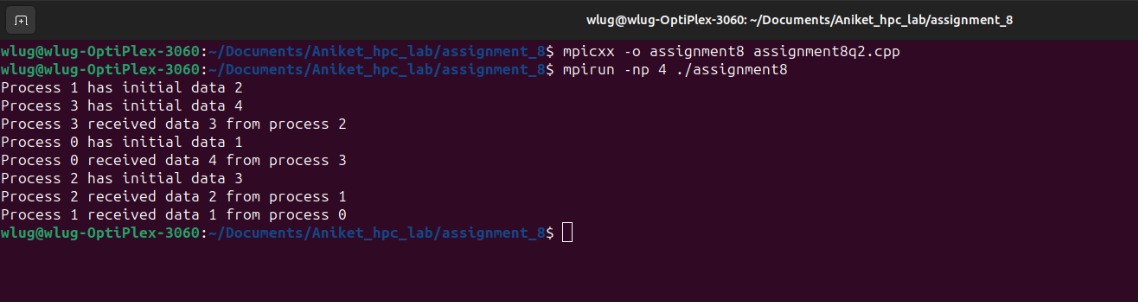 wlug@wlug-OptiPlex-3060: ~/Documents/Aniket_hpc_lab/assignment_8
wlug@wlug-OptiPlex-3060:~/Documents/Aniket_hpc_lab/assignment_8$ mpicxx -o assignment8 assignment8q2.cpp
wlug@wlug-OptiPlex-3060:~/Documents/Aniket_hpc_lab/assignment_8$ mpirun -np 4 ./assignment8
Process 1 has initial data 2
Process 3 has initial data 4
Process 3 received data 3 from process 2
Process 0 has initial data 1
Process 0 received data 4 from process 3
Process 2 has initial data 3
Process 2 received data 2 from process 1
Process 1 received data 1 from process 0
wlug@wlug-OptiPlex-3060:~/Documents/Aniket_hpc_lab/assignment_8$